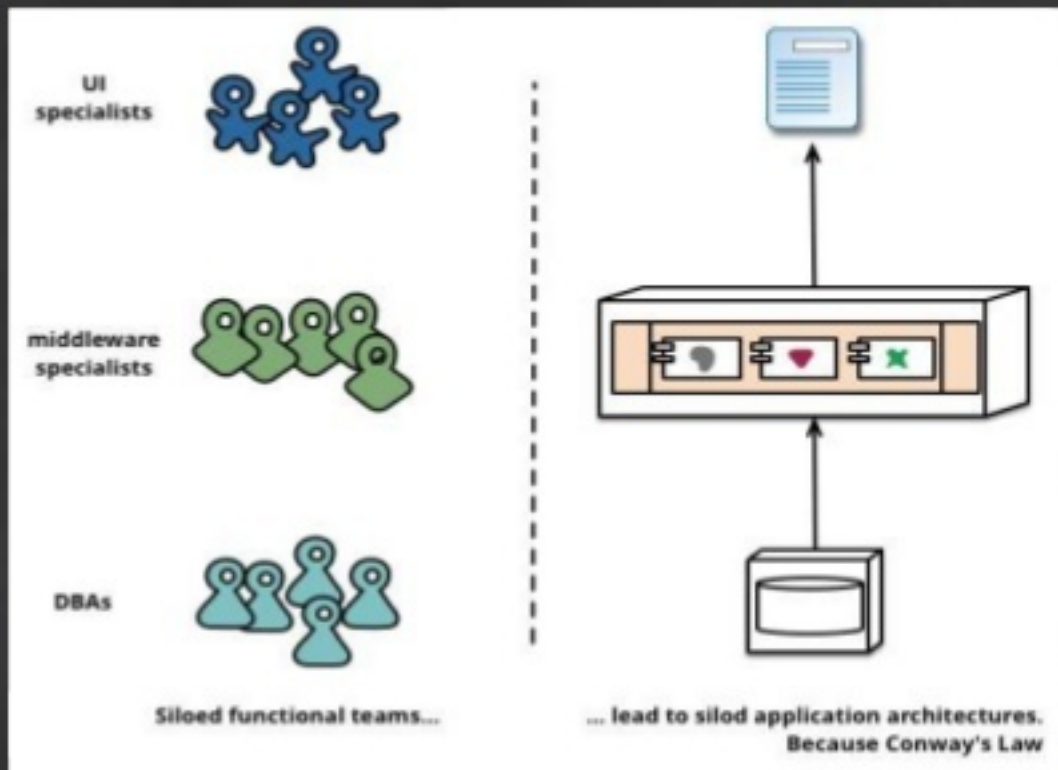 UI
specialists
middleware
specialists
DBAs
Siloed functional teams...
... lead to silod application architectures.
Because Conway's Law